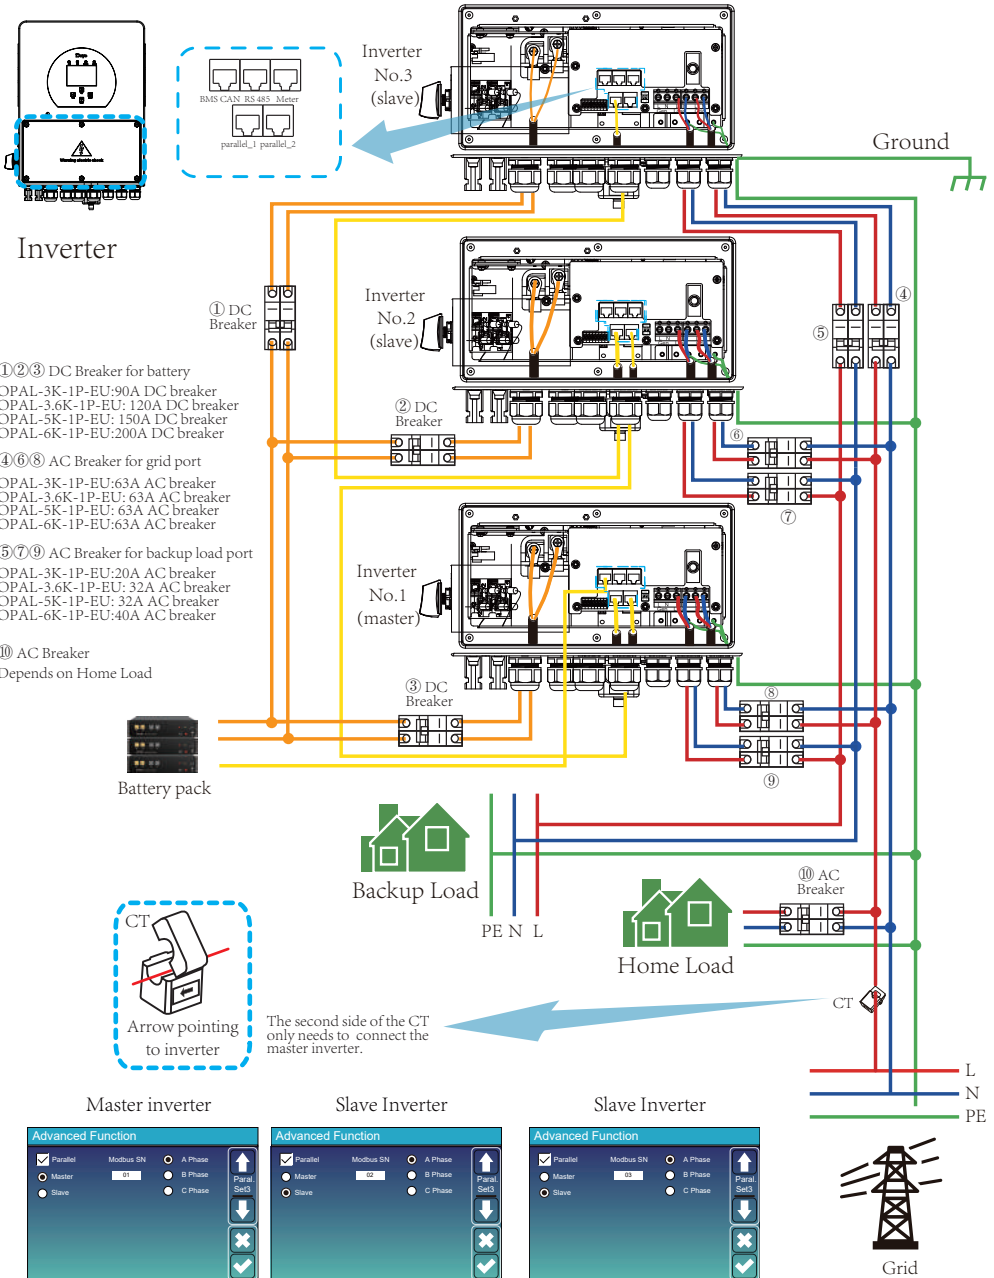 BMS CAN RS 485 Meter
parallel_1 parallel_2
Inverter
No.3
(slave)
Ground
Warning electric shock
Inverter
① DC
Breaker
Inverter
No.2
(slave)
④
⑤
①②③ DC Breaker for battery
OPAL-3K-1P-EU:90A DC breaker
OPAL-3.6K-1P-EU: 120A DC breaker
OPAL-5K-1P-EU: 150A DC breaker
OPAL-6K-1P-EU:200A DC breaker
② DC
Breaker
⑥
⑦
④⑥⑧ AC Breaker for grid port
OPAL-3K-1P-EU:63A AC breaker
OPAL-3.6K-1P-EU: 63A AC breaker
OPAL-5K-1P-EU: 63A AC breaker
OPAL-6K-1P-EU:63A AC breaker
⑤⑦⑨ AC Breaker for backup load port
OPAL-3K-1P-EU:20A AC breaker
OPAL-3.6K-1P-EU: 32A AC breaker
OPAL-5K-1P-EU: 32A AC breaker
OPAL-6K-1P-EU:40A AC breaker
Inverter
No.1
(master)
⑩ AC Breaker
Depends on Home Load
③ DC
Breaker
⑧
⑨
Battery pack
Backup Load
PE N L
⑩ AC
Breaker
Home Load
CT
CT
Arrow pointing
to inverter
The second side of the CT
only needs to connect the
master inverter.
L
N
PE
Grid
Master inverter
Advanced Function
Parallel
Modbus SN
A Phase
Master
01
B Phase
Slave
C Phase
Paral.
Set3
Slave Inverter
Advanced Function
Parallel
Modbus SN
A Phase
Master
02
B Phase
Slave
C Phase
Paral.
Set3
Slave Inverter
Advanced Function
Parallel
Modbus SN
A Phase
Master
03
B Phase
Slave
C Phase
Paral.
Set3